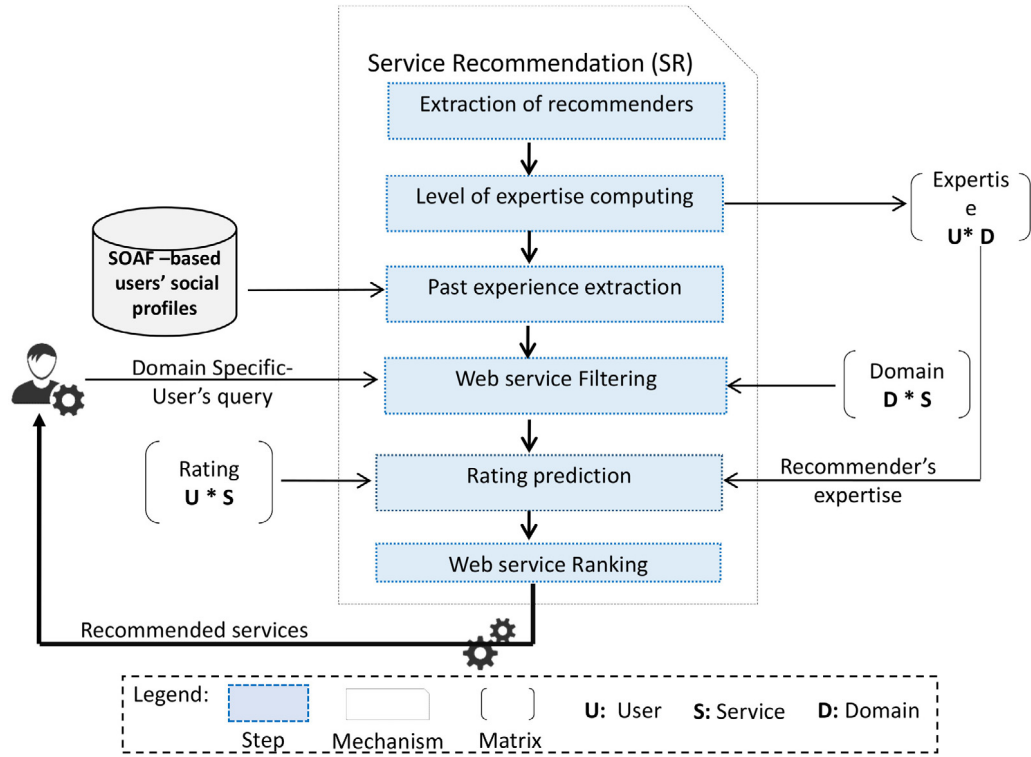 Service Recommendation (SR)
Extraction of recommenders
Level of expertise computing
Expertis
e
U* D
SOAF –based
users' social
profiles
Past experience extraction
Domain Specific-
User's query
Web service Filtering
Domain
D * S
Rating
U * S
Rating prediction
Recommender's
expertise
Web service Ranking
Recommended services
Legend:
Step
Mechanism
Matrix
U: User
S: Service
D: Domain